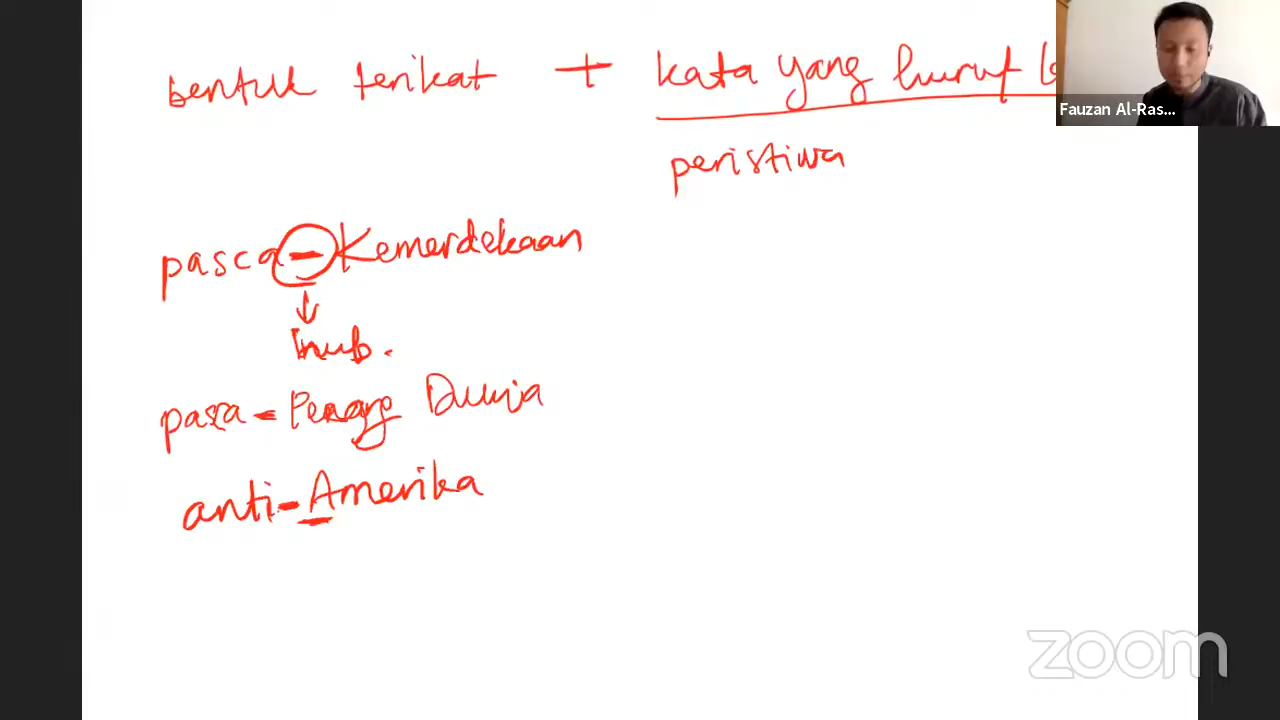 bentuk terikat + kata yang huruf
Fauzan Al-Ras...
peristiwa
pasca-Kemerdekaan
hub.
pasca-Perang Dunia
anti-Amerika
zoom